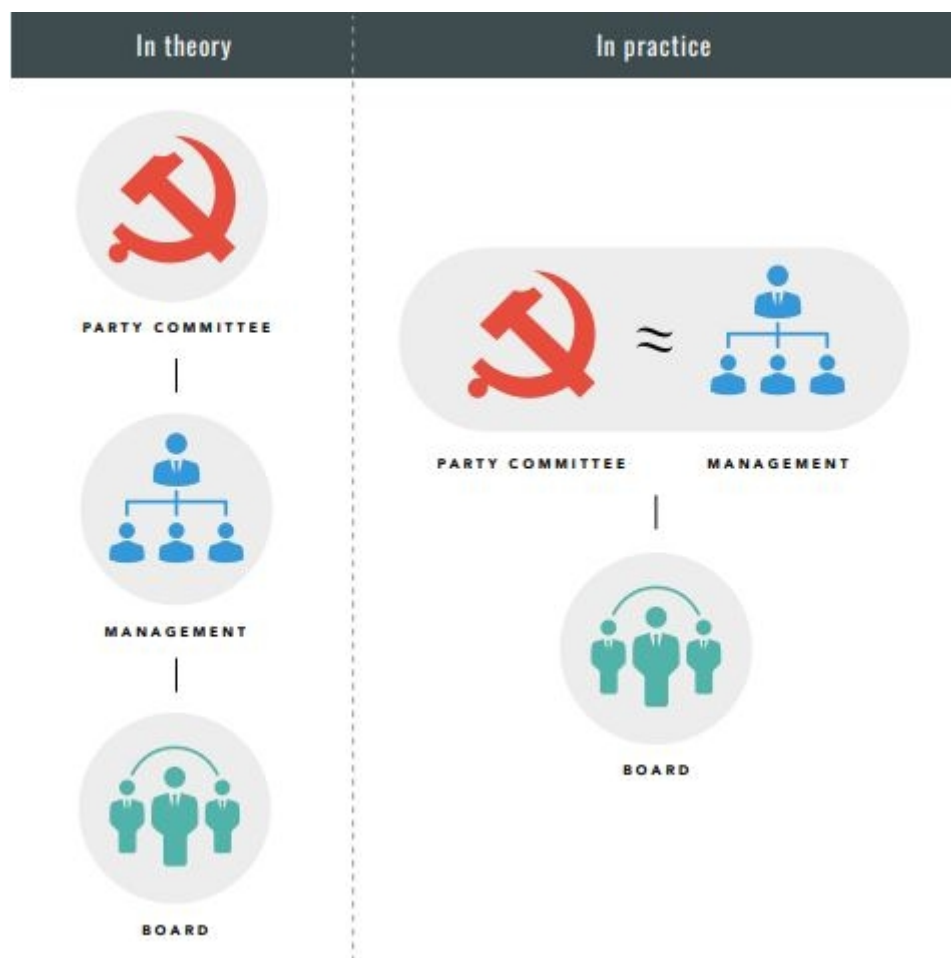 In theory
In practice
PARTY COMMITTEE
MANAGEMENT
BOARD
≈
PARTY COMMITTEE
MANAGEMENT
BOARD